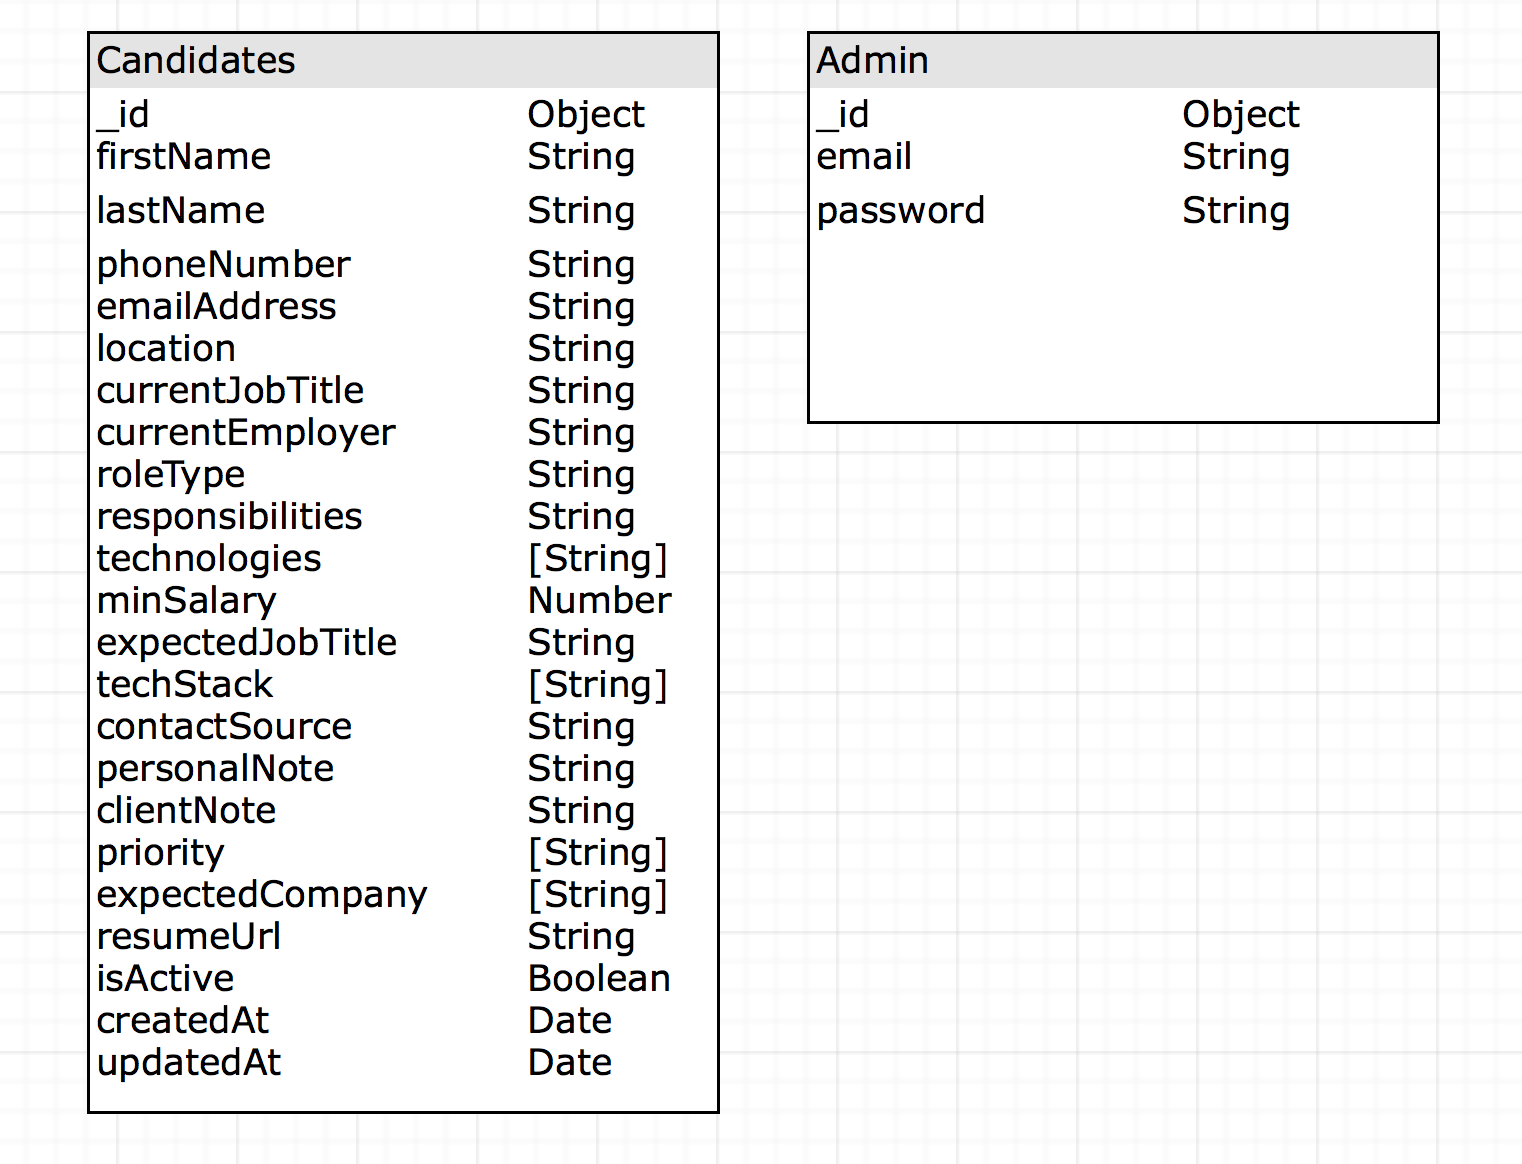 Candidates
_id Object
firstName String
lastName String
phoneNumber String
emailAddress String
location String
currentJobTitle String
currentEmployer String
roleType String
responsibilities String
technologies [String]
minSalary Number
expectedJobTitle String
techStack [String]
contactSource String
personalNote String
clientNote String
priority [String]
expectedCompany [String]
resumeUrl String
isActive Boolean
createdAt Date
updatedAt Date
Admin
_id Object
email String
password String